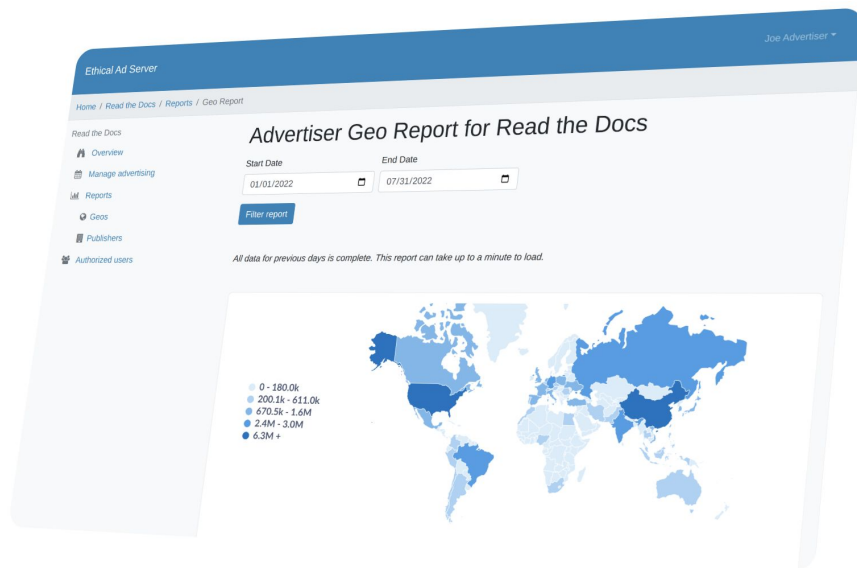 Ethical Ad Server
Joe Advertiser
Home / Read the Docs / Reports / Geo Report
Read the Docs
Overview
Manage advertising
Reports
Geos
Publishers
Authorized users
Advertiser Geo Report for Read the Docs
Start Date
End Date
01/01/2022
07/31/2022
Filter report
All data for previous days is complete. This report can take up to a minute to load.
0 - 180.0k
200.1k - 611.0k
670.5k - 1.6M
2.4M - 3.0M
6.3M +